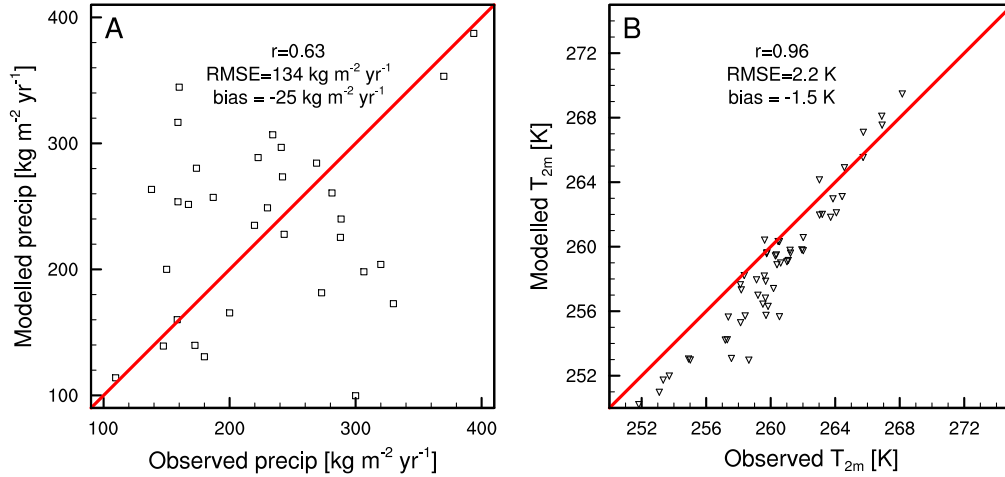 A
r=0.63
RMSE=134 kg m-2 yr-1
bias = -25 kg m-2 yr-1
400
300
200
100
100 200 300 400
Modelled precip [kg m-2 yr-1]
Observed precip [kg m-2 yr-1]
B
r=0.96
RMSE=2.2 K
bias = -1.5 K
272
268
264
260
256
252
252 256 260 264 268 272
Modelled T2m [K]
Observed T2m [K]